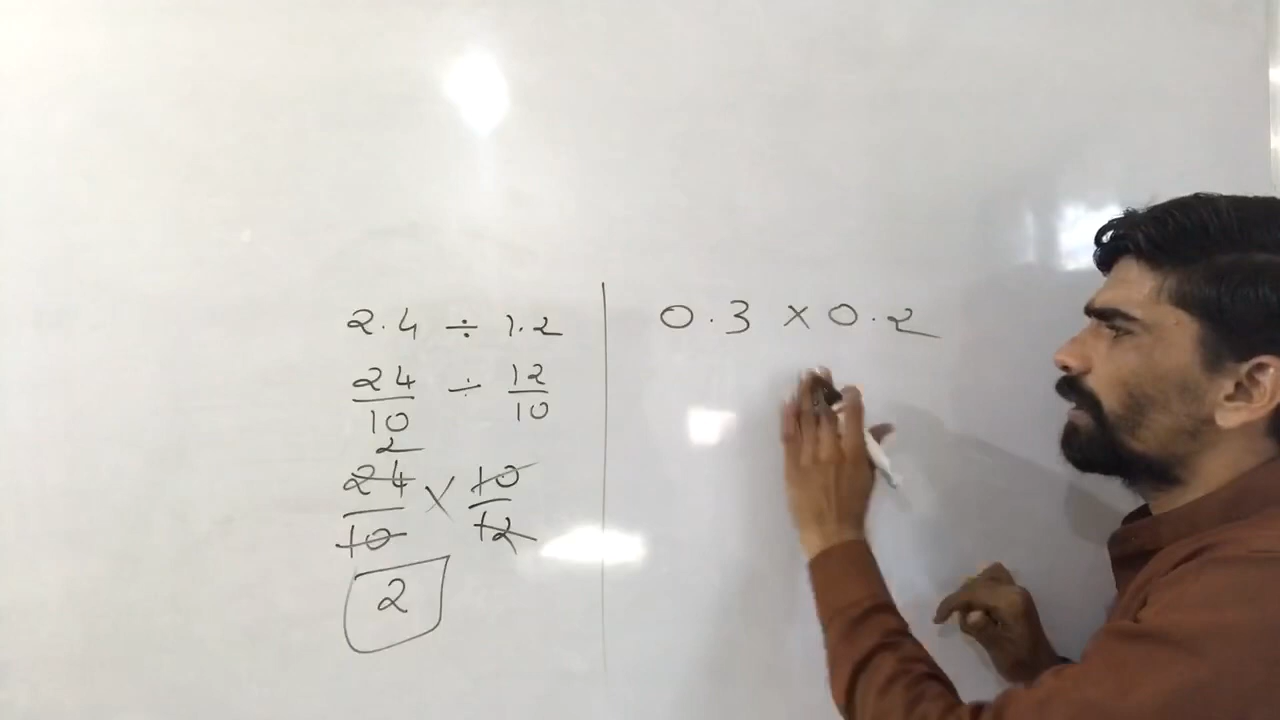 2.4 ÷ 1.2
24/10 ÷ 12/10
2
24/10 × 10/12
2
0.3 × 0.2